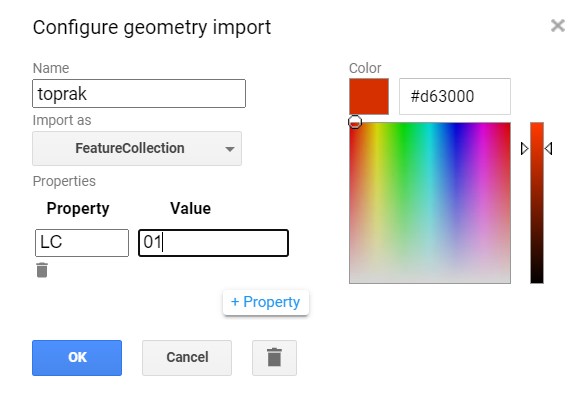 Configure geometry import
Name
Color
toprak
#d63000
Import as
FeatureCollection
Properties
Property Value
LC 01
+ Property
OK Cancel